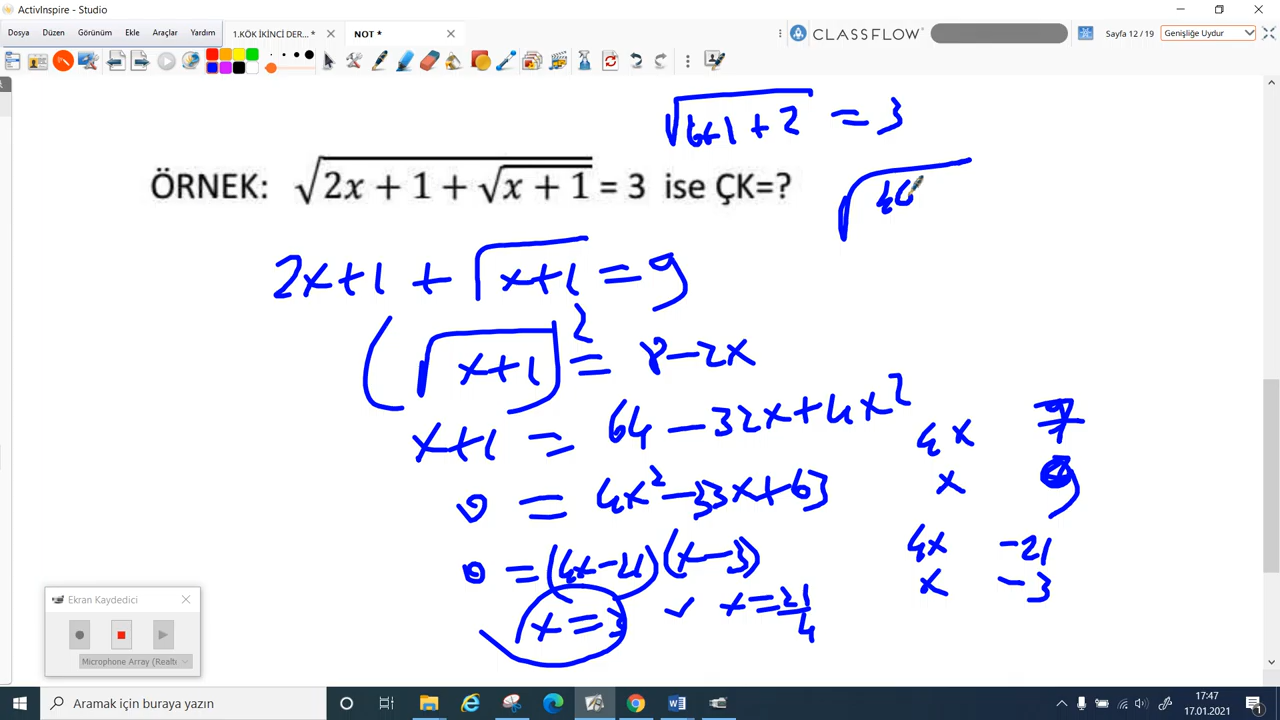 ActivInspire - Studio
Dosya Düzen Görünüm Ekle Araçlar Yardım
1.KÖK İKİNCİ DER... *
NOT *
CLASSFLOW
Sayfa 12 / 19
Genişliğe Uydur
√(6+1+2) = 3
ÖRNEK: √(2x + 1 + √(x + 1)) = 3 ise ÇK=?
2x+1 + √(x+1) = 9
(√(x+1))² = 8-2x
x+1 = 64 - 32x + 4x²
4x
x 9
0 = 4x² - 33x + 63
4x -21
x -3
0 = (4x-21)(x-3)
x = 3 ✓ x = 21/4
Ekran Kaydedici
Microphone Array (Realte
Aramak için buraya yazın
17:47
17.01.2021
1